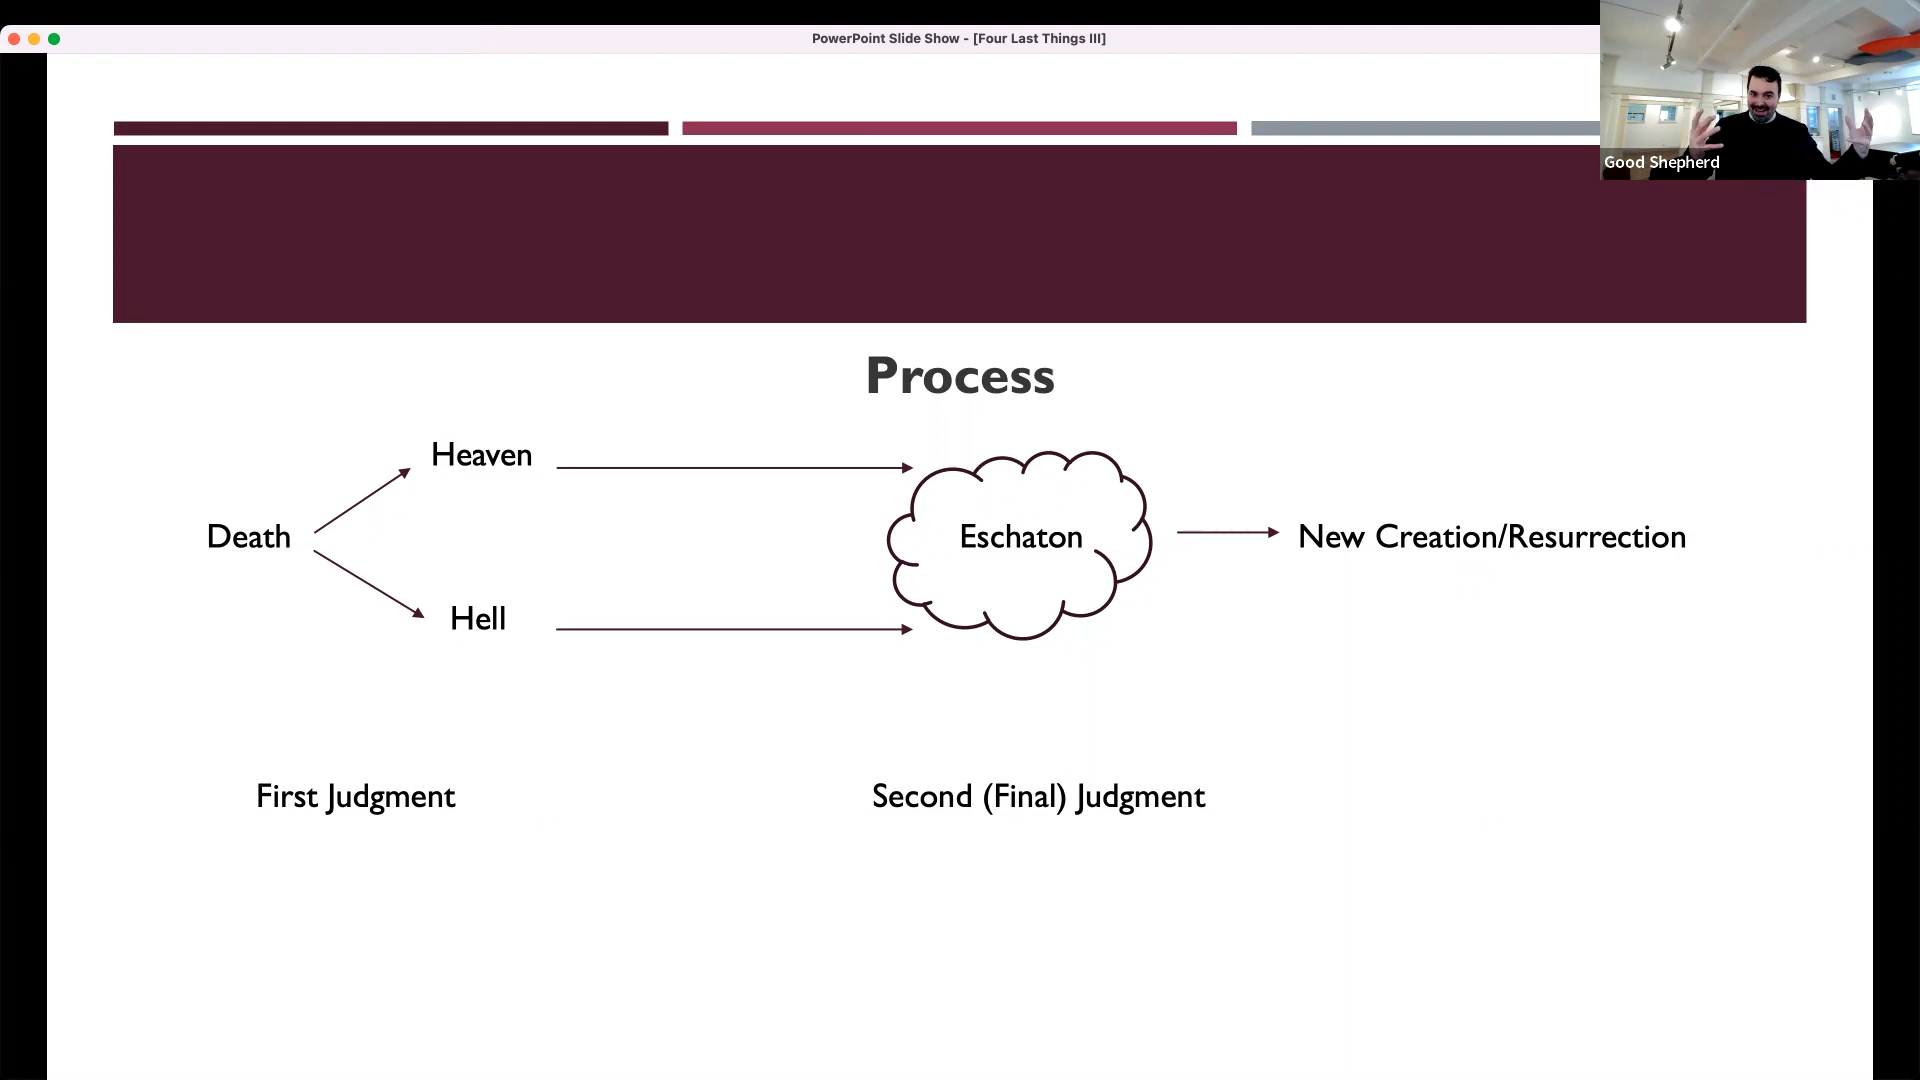 PowerPoint Slide Show - [Four Last Things III]
Good Shepherd
Process
Heaven
Death
Eschaton
New Creation/Resurrection
Hell
First Judgment
Second (Final) Judgment